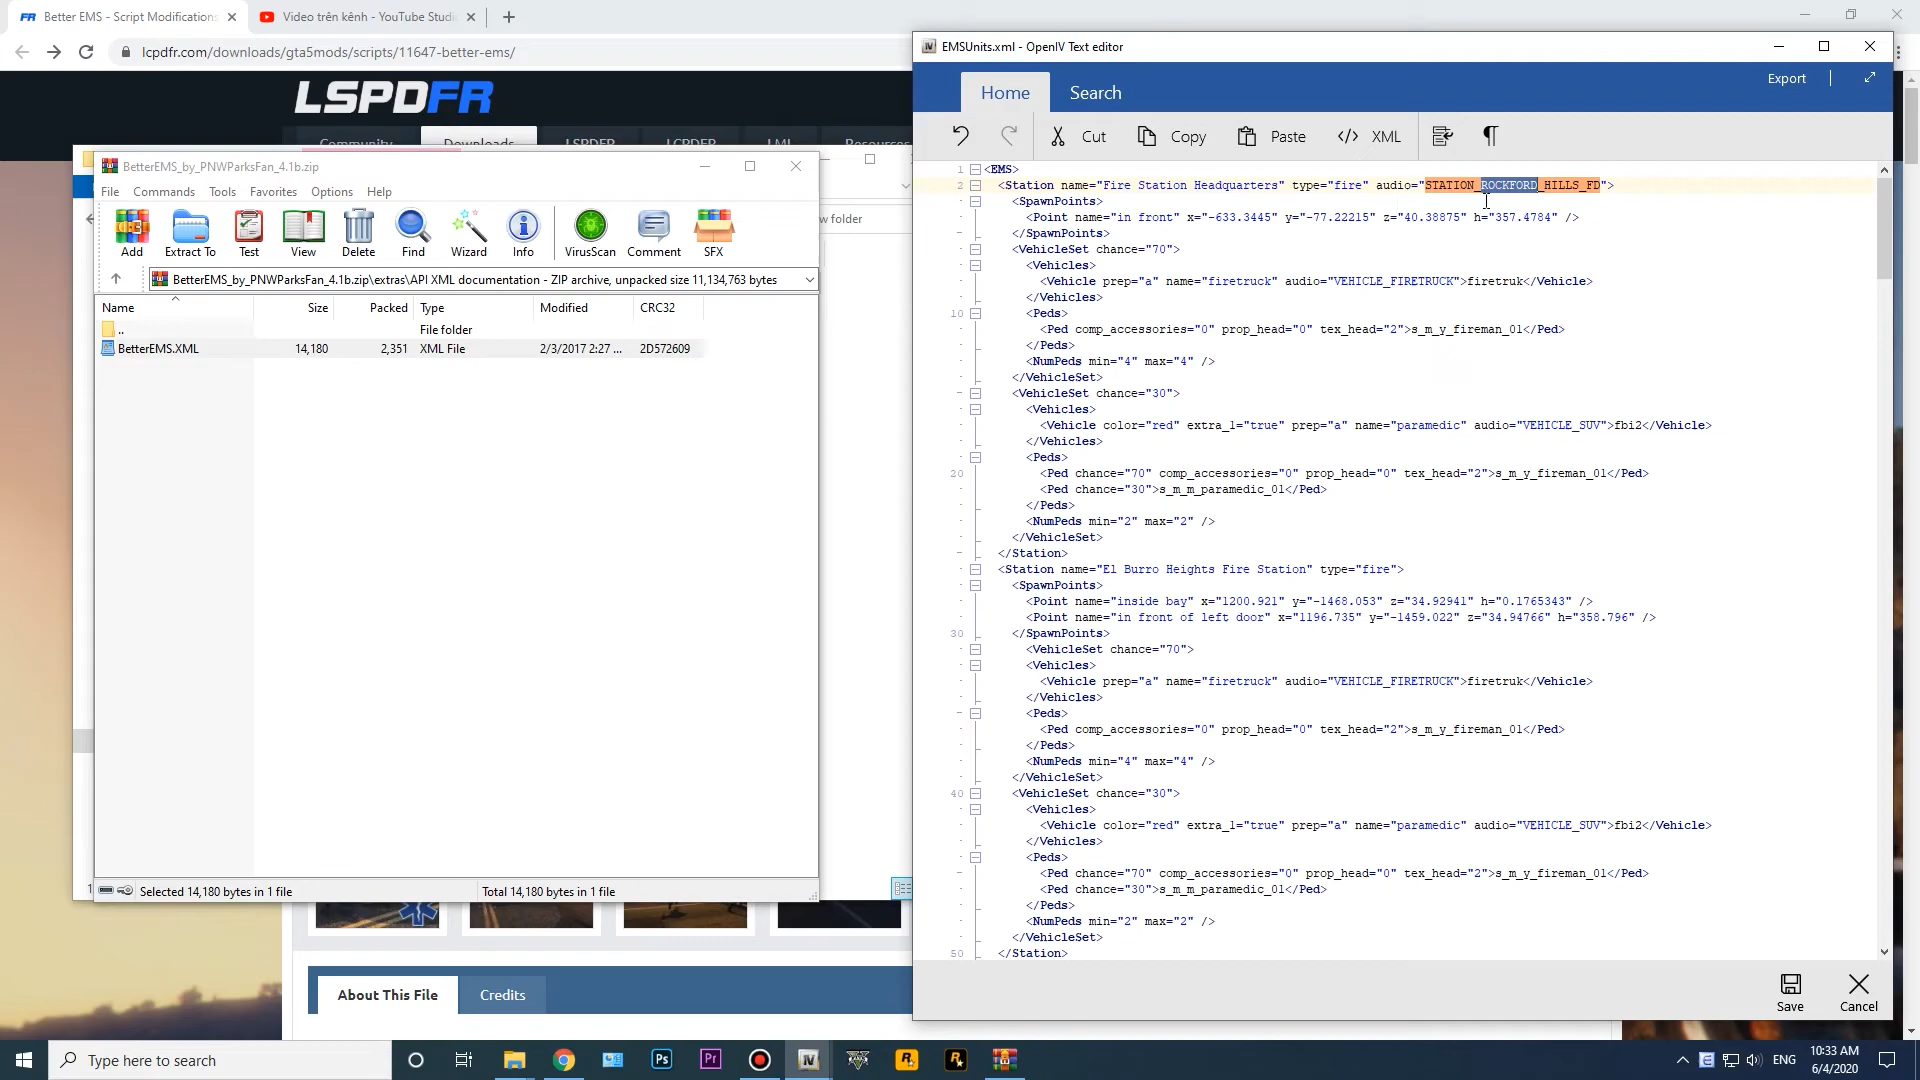 Better EMS - Script Modifications
Video trên kênh - YouTube Studi
lcpdfr.com/downloads/gta5mods/scripts/11647-better-ems/
LSPDFR
Community
Downloads
LSPDFR
LCPDFR
LML
Resources
w folder
BetterEMS_by_PNWParksFan_4.1b.zip
File Commands Tools Favorites Options Help
Add Extract To Test View Delete Find Wizard Info VirusScan Comment SFX
BetterEMS_by_PNWParksFan_4.1b.zip\extras\API XML documentation - ZIP archive, unpacked size 11,134,763 bytes
Name Size Packed Type Modified CRC32
.. File folder
BetterEMS.XML 14,180 2,351 XML File 2/3/2017 2:27 ... 2D572609
Selected 14,180 bytes in 1 file
Total 14,180 bytes in 1 file
1
About This File
Credits
EMSUnits.xml - OpenIV Text editor
Export
Home Search
Cut Copy Paste </> XML ¶
1 <EMS>
2 <Station name="Fire Station Headquarters" type="fire" audio="STATION_ROCKFORD_HILLS_FD">
<SpawnPoints>
<Point name="in front" x="-633.3445" y="-77.22215" z="40.38875" h="357.4784" />
</SpawnPoints>
<VehicleSet chance="70">
<Vehicles>
<Vehicle prep="a" name="firetruck" audio="VEHICLE_FIRETRUCK">firetruk</Vehicle>
</Vehicles>
10 <Peds>
<Ped comp_accessories="0" prop_head="0" tex_head="2">s_m_y_fireman_01</Ped>
</Peds>
<NumPeds min="4" max="4" />
</VehicleSet>
<VehicleSet chance="30">
<Vehicles>
<Vehicle color="red" extra_1="true" prep="a" name="paramedic" audio="VEHICLE_SUV">fbi2</Vehicle>
</Vehicles>
<Peds>
20 <Ped chance="70" comp_accessories="0" prop_head="0" tex_head="2">s_m_y_fireman_01</Ped>
<Ped chance="30">s_m_m_paramedic_01</Ped>
</Peds>
<NumPeds min="2" max="2" />
</VehicleSet>
</Station>
<Station name="El Burro Heights Fire Station" type="fire">
<SpawnPoints>
<Point name="inside bay" x="1200.921" y="-1468.053" z="34.92941" h="0.1765343" />
<Point name="in front of left door" x="1196.735" y="-1459.022" z="34.94766" h="358.796" />
30 </SpawnPoints>
<VehicleSet chance="70">
<Vehicles>
<Vehicle prep="a" name="firetruck" audio="VEHICLE_FIRETRUCK">firetruk</Vehicle>
</Vehicles>
<Peds>
<Ped comp_accessories="0" prop_head="0" tex_head="2">s_m_y_fireman_01</Ped>
</Peds>
<NumPeds min="4" max="4" />
</VehicleSet>
40 <VehicleSet chance="30">
<Vehicles>
<Vehicle color="red" extra_1="true" prep="a" name="paramedic" audio="VEHICLE_SUV">fbi2</Vehicle>
</Vehicles>
<Peds>
<Ped chance="70" comp_accessories="0" prop_head="0" tex_head="2">s_m_y_fireman_01</Ped>
<Ped chance="30">s_m_m_paramedic_01</Ped>
</Peds>
<NumPeds min="2" max="2" />
</VehicleSet>
50 </Station>
Save Cancel
Type here to search
ENG
10:33 AM
6/4/2020